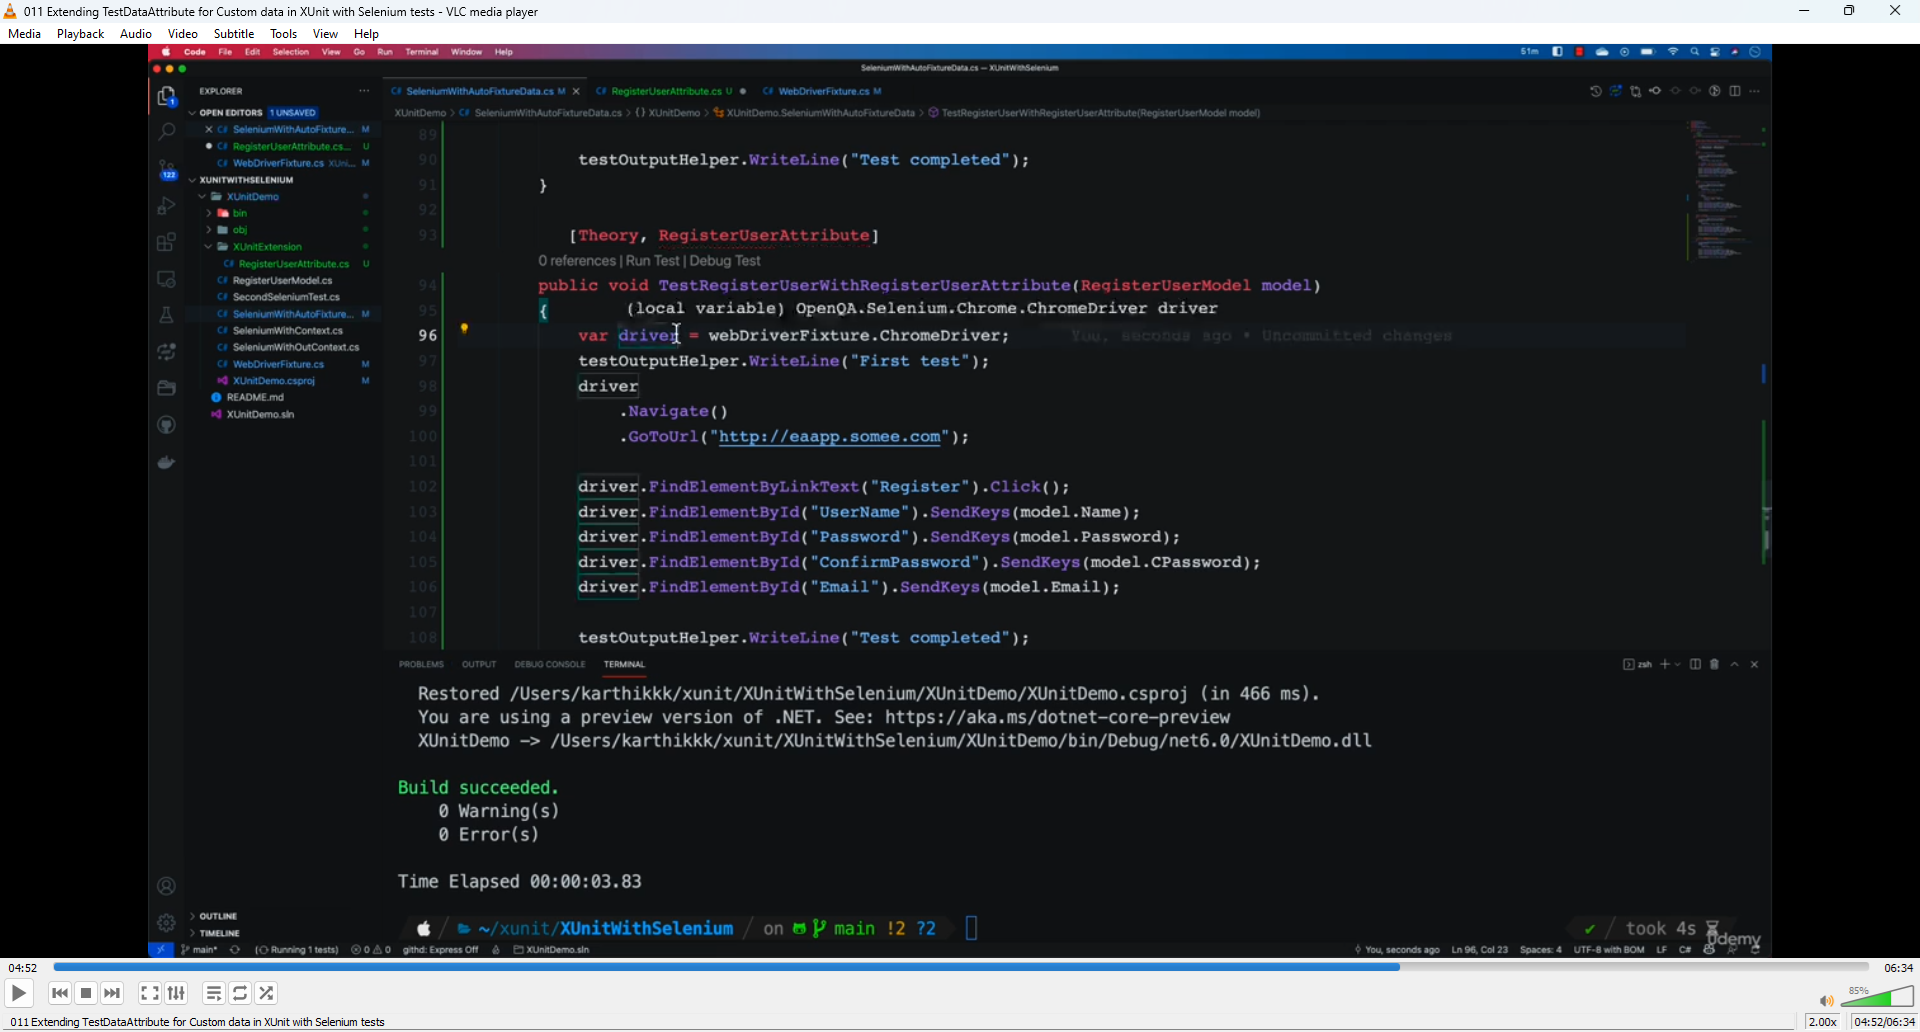 011 Extending TestDataAttribute for Custom data in XUnit with Selenium tests - VLC media player
Media Playback Audio Video Subtitle Tools View Help
Code File Edit Selection View Go Run Terminal Window Help
51m
SeleniumWithAutoFixtureData.cs — XUnitWithSelenium
EXPLORER
OPEN EDITORS 1 UNSAVED
SeleniumWithAutoFixture... M
RegisterUserAttribute.cs... U
WebDriverFixture.cs XUni... M
XUNITWITHSELENIUM
XUnitDemo
bin
obj
XUnitExtension
RegisterUserAttribute.cs U
RegisterUserModel.cs
SecondSeleniumTest.cs
SeleniumWithAutoFixture... M
SeleniumWithContext.cs
SeleniumWithOutContext.cs
WebDriverFixture.cs M
XUnitDemo.csproj M
README.md
XUnitDemo.sln
OUTLINE
TIMELINE
SeleniumWithAutoFixtureData.cs M RegisterUserAttribute.cs U WebDriverFixture.cs M
XUnitDemo > SeleniumWithAutoFixtureData.cs > {} XUnitDemo > XUnitDemo.SeleniumWithAutoFixtureData > TestRegisterUserWithRegisterUserAttribute(RegisterUserModel model)
89
90 testOutputHelper.WriteLine("Test completed");
91 }
92
93 [Theory, RegisterUserAttribute]
0 references | Run Test | Debug Test
94 public void TestRegisterUserWithRegisterUserAttribute(RegisterUserModel model)
95 { (local variable) OpenQA.Selenium.Chrome.ChromeDriver driver
96 var driver = webDriverFixture.ChromeDriver; You, seconds ago • Uncommitted changes
97 testOutputHelper.WriteLine("First test");
98 driver
99 .Navigate()
100 .GoToUrl("http://eaapp.somee.com");
101
102 driver.FindElementByLinkText("Register").Click();
103 driver.FindElementById("UserName").SendKeys(model.Name);
104 driver.FindElementById("Password").SendKeys(model.Password);
105 driver.FindElementById("ConfirmPassword").SendKeys(model.CPassword);
106 driver.FindElementById("Email").SendKeys(model.Email);
107
108 testOutputHelper.WriteLine("Test completed");
PROBLEMS OUTPUT DEBUG CONSOLE TERMINAL
zsh
Restored /Users/karthikkk/xunit/XUnitWithSelenium/XUnitDemo/XUnitDemo.csproj (in 466 ms).
You are using a preview version of .NET. See: https://aka.ms/dotnet-core-preview
XUnitDemo -> /Users/karthikkk/xunit/XUnitWithSelenium/XUnitDemo/bin/Debug/net6.0/XUnitDemo.dll
Build succeeded.
0 Warning(s)
0 Error(s)
Time Elapsed 00:00:03.83
~/xunit/XUnitWithSelenium on main !2 ?2
took 4s
main* Running 1 tests) 0 0 githd: Express Off XUnitDemo.sln
You, seconds ago Ln 96, Col 23 Spaces: 4 UTF-8 with BOM LF C#
Udemy
04:52 06:34
85%
011 Extending TestDataAttribute for Custom data in XUnit with Selenium tests
2.00x 04:52/06:34